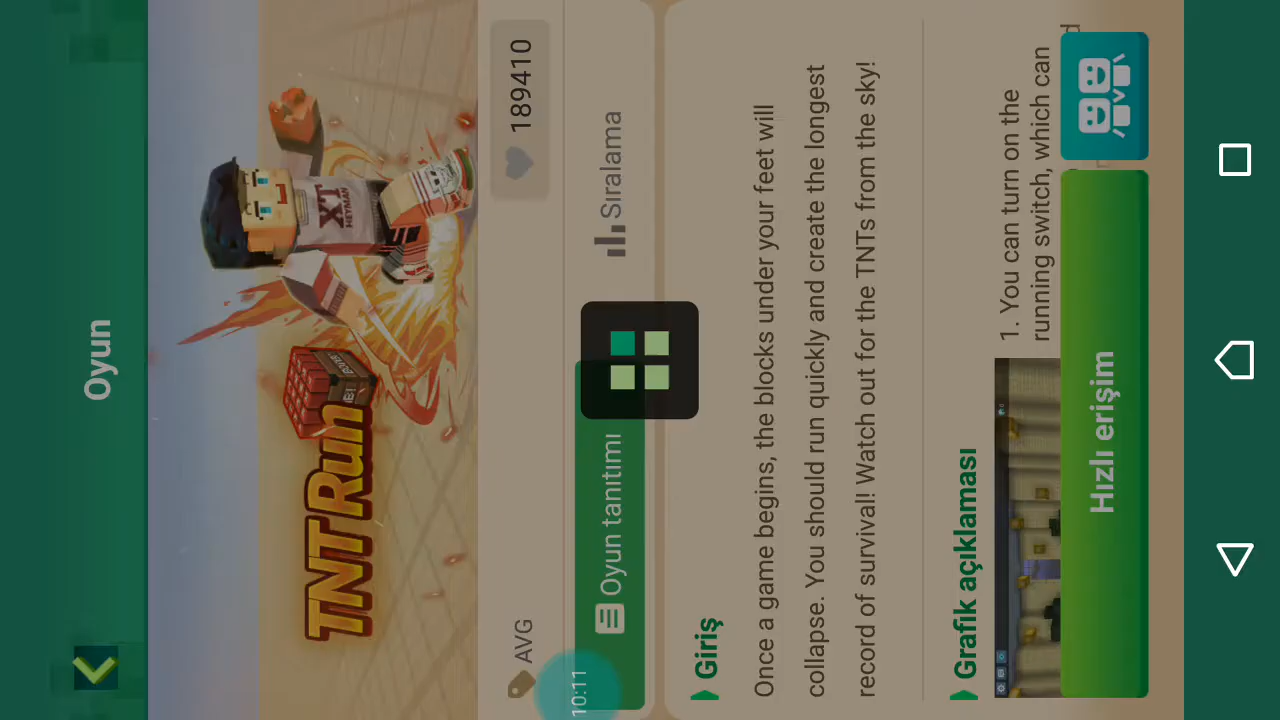 Oyun
TNT Run
XT
HEYMAN
AVG
189410
10:11
Oyun tanıtımı
Sıralama
Giriş
Once a game begins, the blocks under your feet will
collapse. You should run quickly and create the longest
record of survival! Watch out for the TNTs from the sky!
Grafik açıklaması
1. You can turn on the
running switch, which can
Hızlı erişim